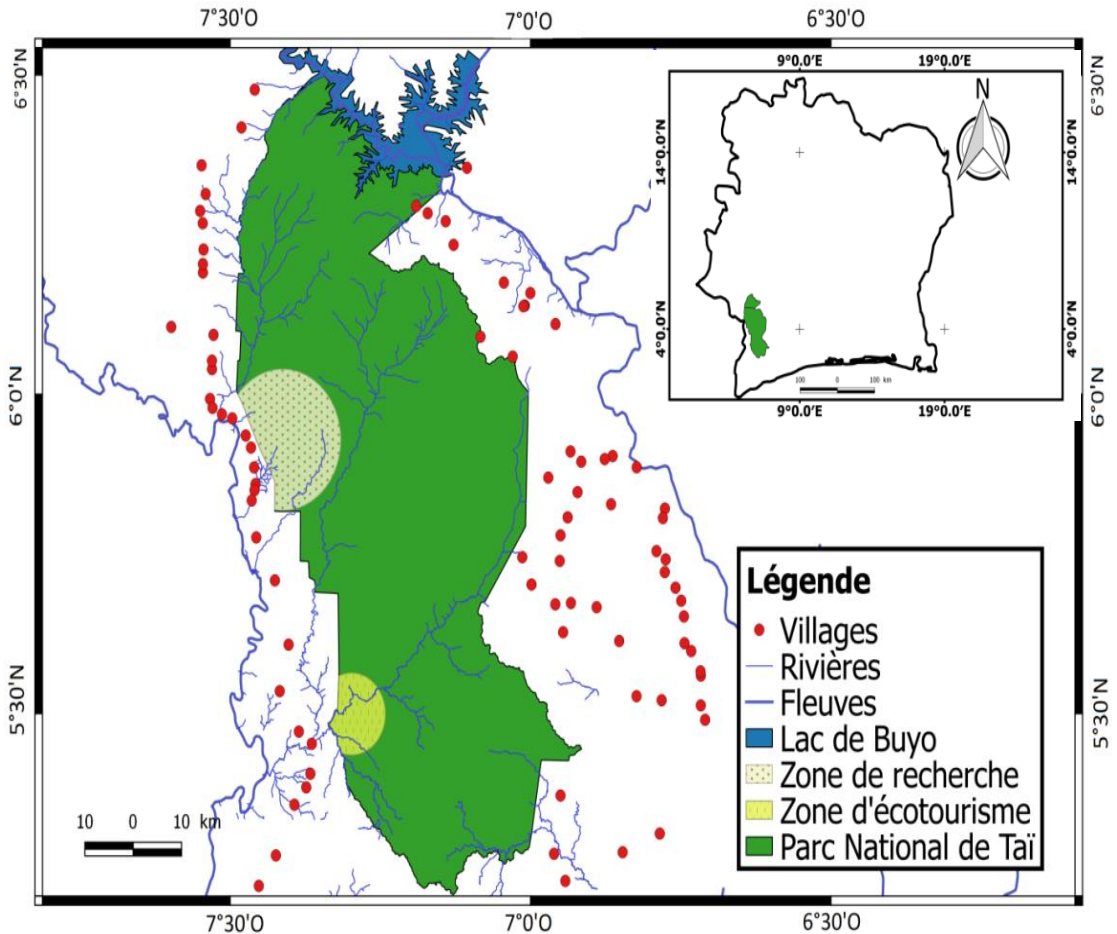 7°30'O 7°0'O 6°30'O
6°30'N
6°30'N
9°0.0'E 19°0.0'E
N
14°0.0'N
14°0.0'N
4°0.0'N
4°0.0'N
100 0 100 km
9°0.0'E 19°0.0'E
6°0'N
6°0'N
Légende
Villages
Rivières
Fleuves
Lac de Buyo
Zone de recherche
Zone d'écotourisme
Parc National de Taï
5°30'N
5°30'N
10 0 10 km
7°30'O 7°0'O 6°30'O